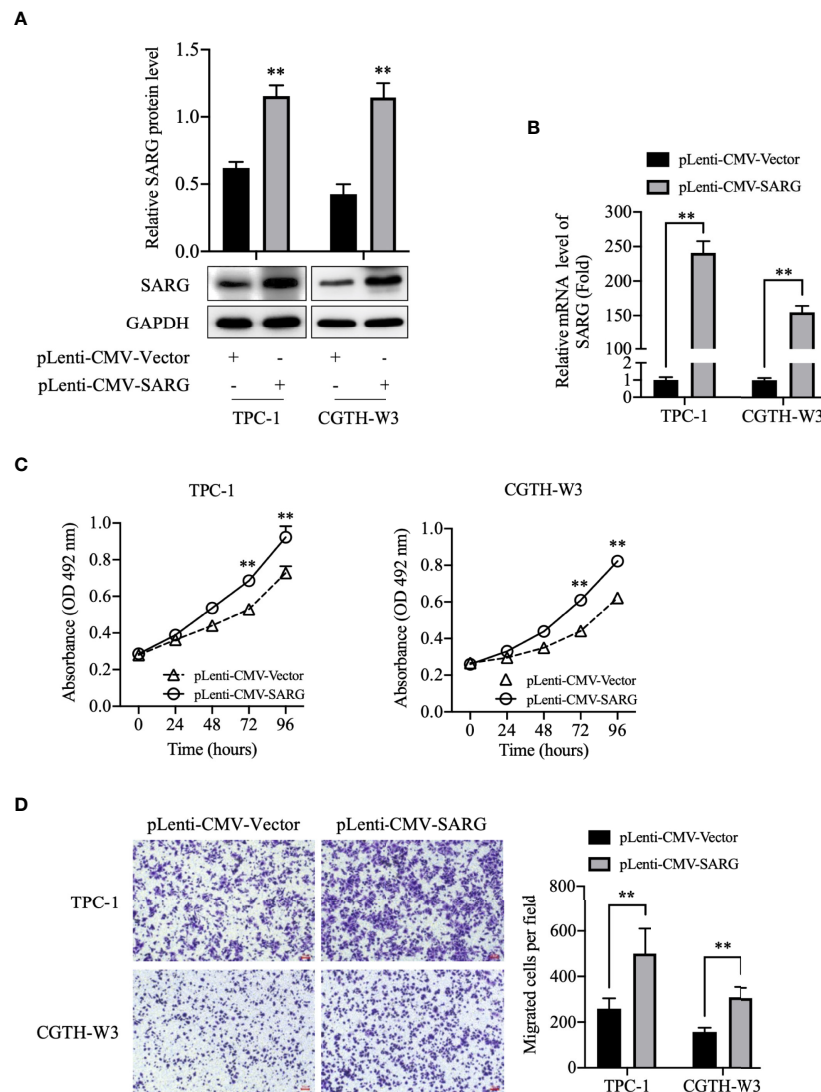 A
1.5
1.0
0.5
0.0
Relative SARG protein level
**
**
SARG
GAPDH
pLenti-CMV-Vector + - + -
pLenti-CMV-SARG - + - +
TPC-1 CGTH-W3
B
pLenti-CMV-Vector
pLenti-CMV-SARG
Relative mRNA level of
SARG (Fold)
300
250
200
150
100
2
1
0
**
**
TPC-1 CGTH-W3
C
TPC-1
Absorbance (OD 492 nm)
1.0
0.8
0.6
0.4
0.2
0.0
**
**
pLenti-CMV-Vector
pLenti-CMV-SARG
0 24 48 72 96
Time (hours)
CGTH-W3
Absorbance (OD 492 nm)
1.0
0.8
0.6
0.4
0.2
0.0
**
**
pLenti-CMV-Vector
pLenti-CMV-SARG
0 24 48 72 96
Time (hours)
D
pLenti-CMV-Vector pLenti-CMV-SARG
TPC-1
CGTH-W3
pLenti-CMV-Vector
pLenti-CMV-SARG
Migrated cells per field
800
600
400
200
0
**
**
TPC-1 CGTH-W3